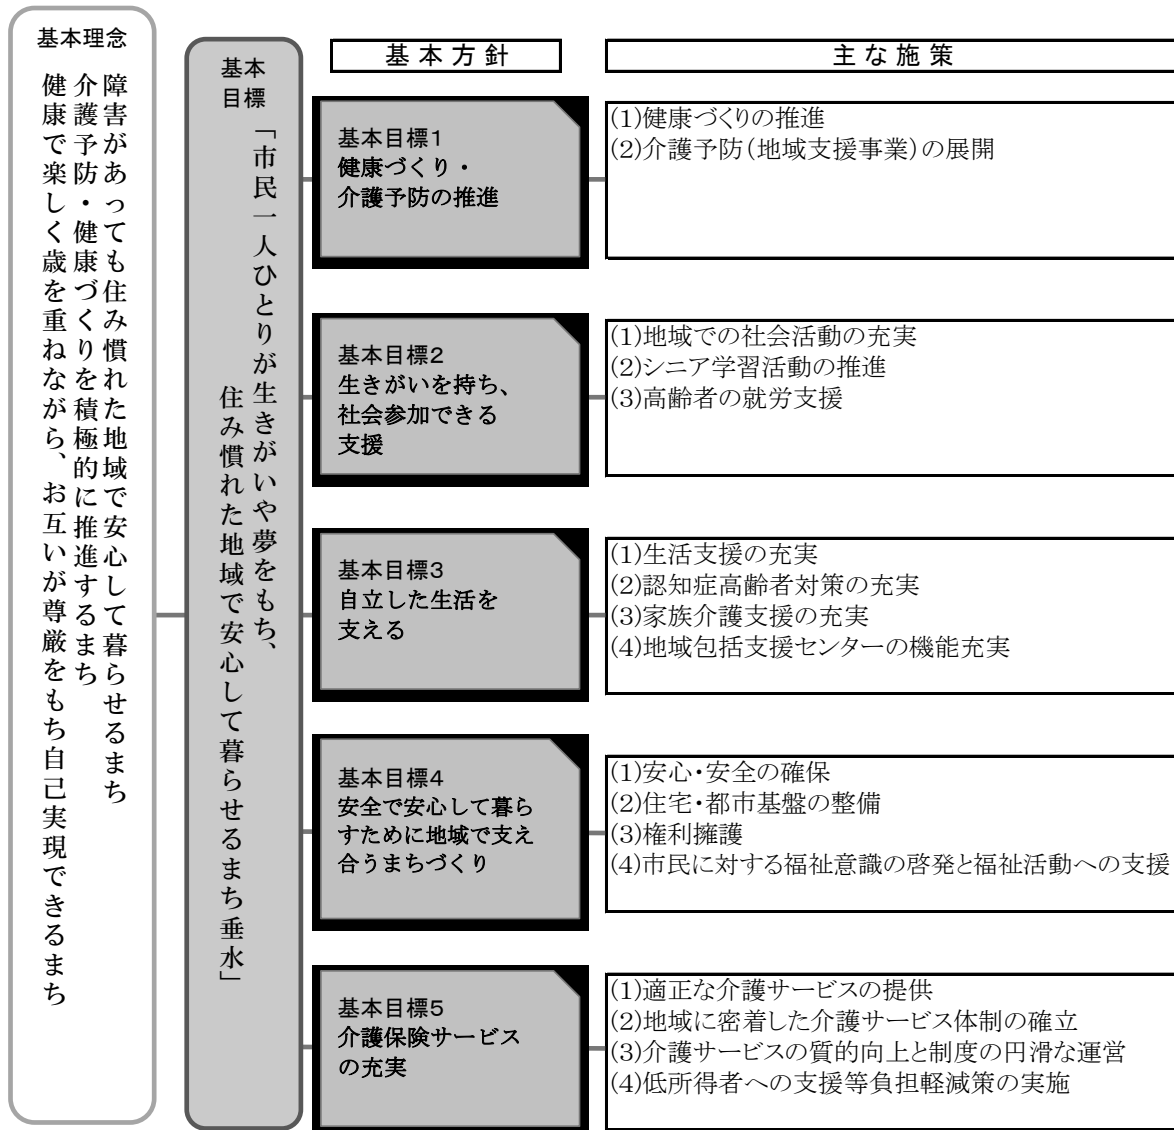 基本理念
障害があっても住み慣れた地域で安心して暮らせるまち
介護予防・健康づくりを積極的に推進するまち
健康で楽しく歳を重ねながら、お互いが尊厳をもち自己実現できるまち
基本
目標
「市民一人ひとりが生きがいや夢をもち、
住み慣れた地域で安心して暮らせるまち垂水」
基本方針
主な施策
基本目標1
健康づくり・
介護予防の推進
(1)健康づくりの推進
(2)介護予防(地域支援事業)の展開
基本目標2
生きがいを持ち、
社会参加できる
支援
(1)地域での社会活動の充実
(2)シニア学習活動の推進
(3)高齢者の就労支援
基本目標3
自立した生活を
支える
(1)生活支援の充実
(2)認知症高齢者対策の充実
(3)家族介護支援の充実
(4)地域包括支援センターの機能充実
基本目標4
安全で安心して暮ら
すために地域で支え
合うまちづくり
(1)安心・安全の確保
(2)住宅・都市基盤の整備
(3)権利擁護
(4)市民に対する福祉意識の啓発と福祉活動への支援
基本目標5
介護保険サービス
の充実
(1)適正な介護サービスの提供
(2)地域に密着した介護サービス体制の確立
(3)介護サービスの質的向上と制度の円滑な運営
(4)低所得者への支援等負担軽減策の実施